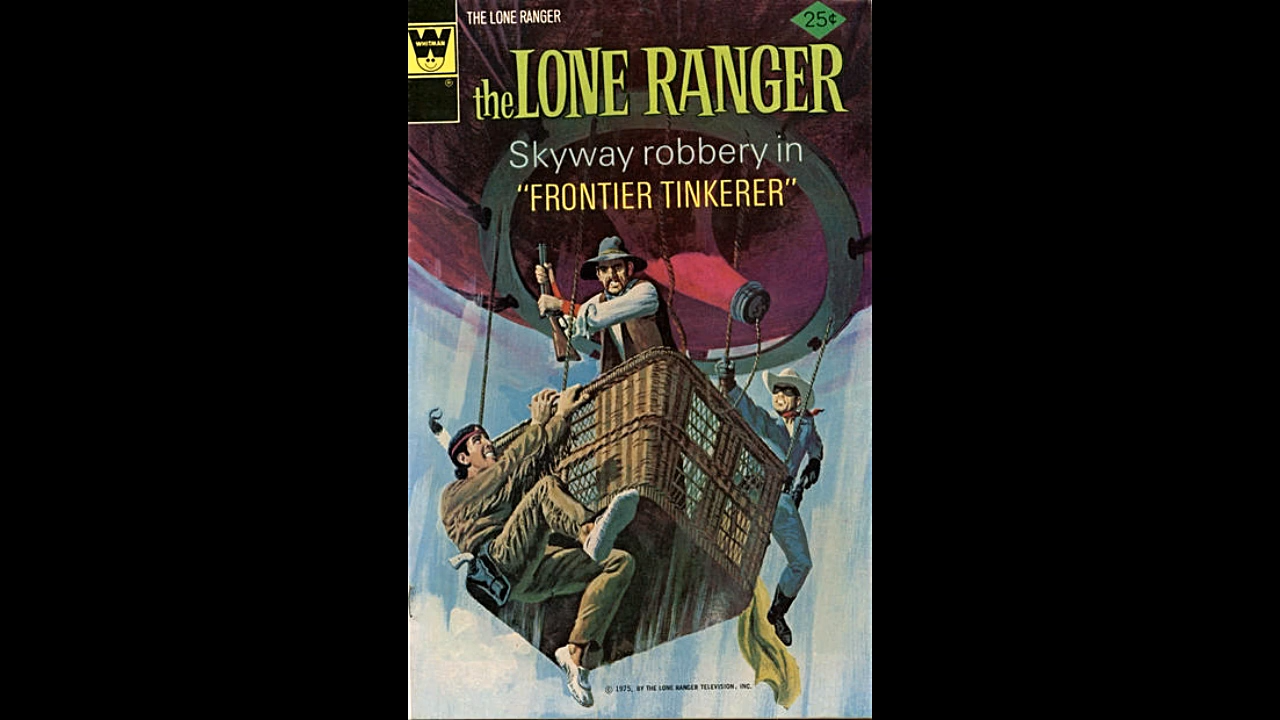 THE LONE RANGER
25¢
WHITMAN
®
the LONE RANGER
Skyway robbery in
"FRONTIER TINKERER"
© 1975, BY THE LONE RANGER TELEVISION, INC.